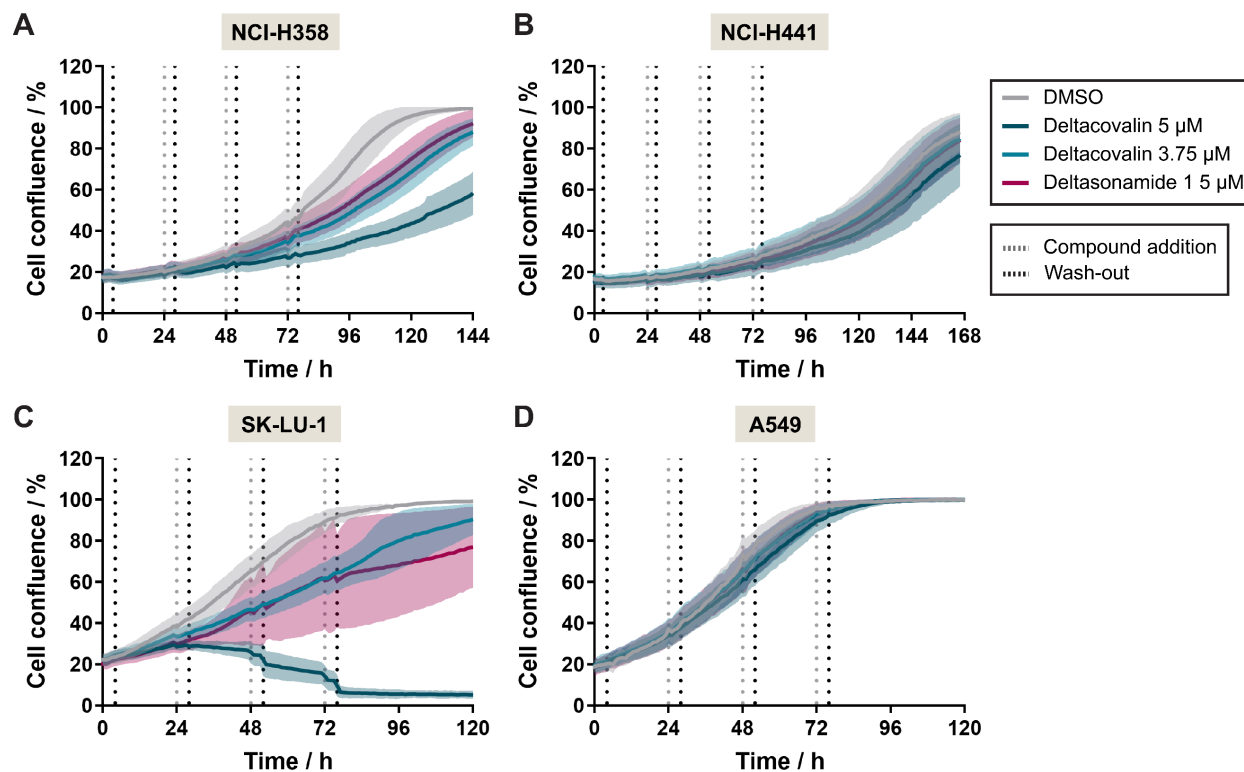 A
NCI-H358
Cell confluence / %
120
100
80
60
40
20
0
0 24 48 72 96 120 144
Time / h
B
NCI-H441
Cell confluence / %
120
100
80
60
40
20
0
0 24 48 72 96 120 144 168
Time / h
DMSO
Deltacovalin 5 µM
Deltacovalin 3.75 µM
Deltasonamide 1 5 µM
Compound addition
Wash-out
C
SK-LU-1
Cell confluence / %
120
100
80
60
40
20
0
0 24 48 72 96 120
Time / h
D
A549
Cell confluence / %
120
100
80
60
40
20
0
0 24 48 72 96 120
Time / h